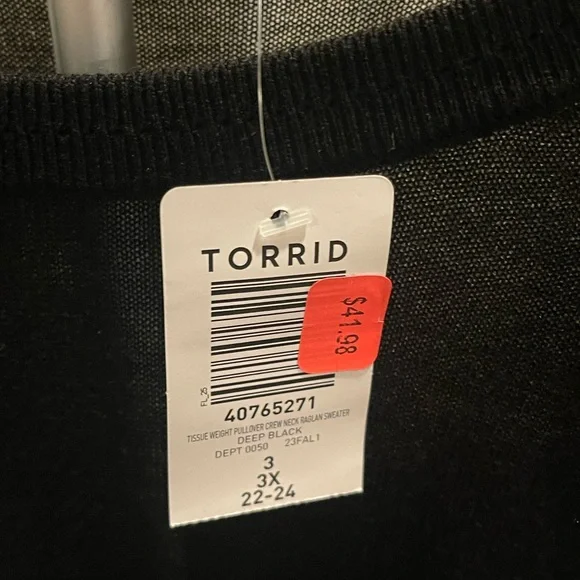 TORRID
$41.98
FL_25
40765271
TISSUE WEIGHT PULLOVER CREW NECK RAGLAN SWEATER
DEEP BLACK
DEPT 0050 23FAL1
3
3X
22-24